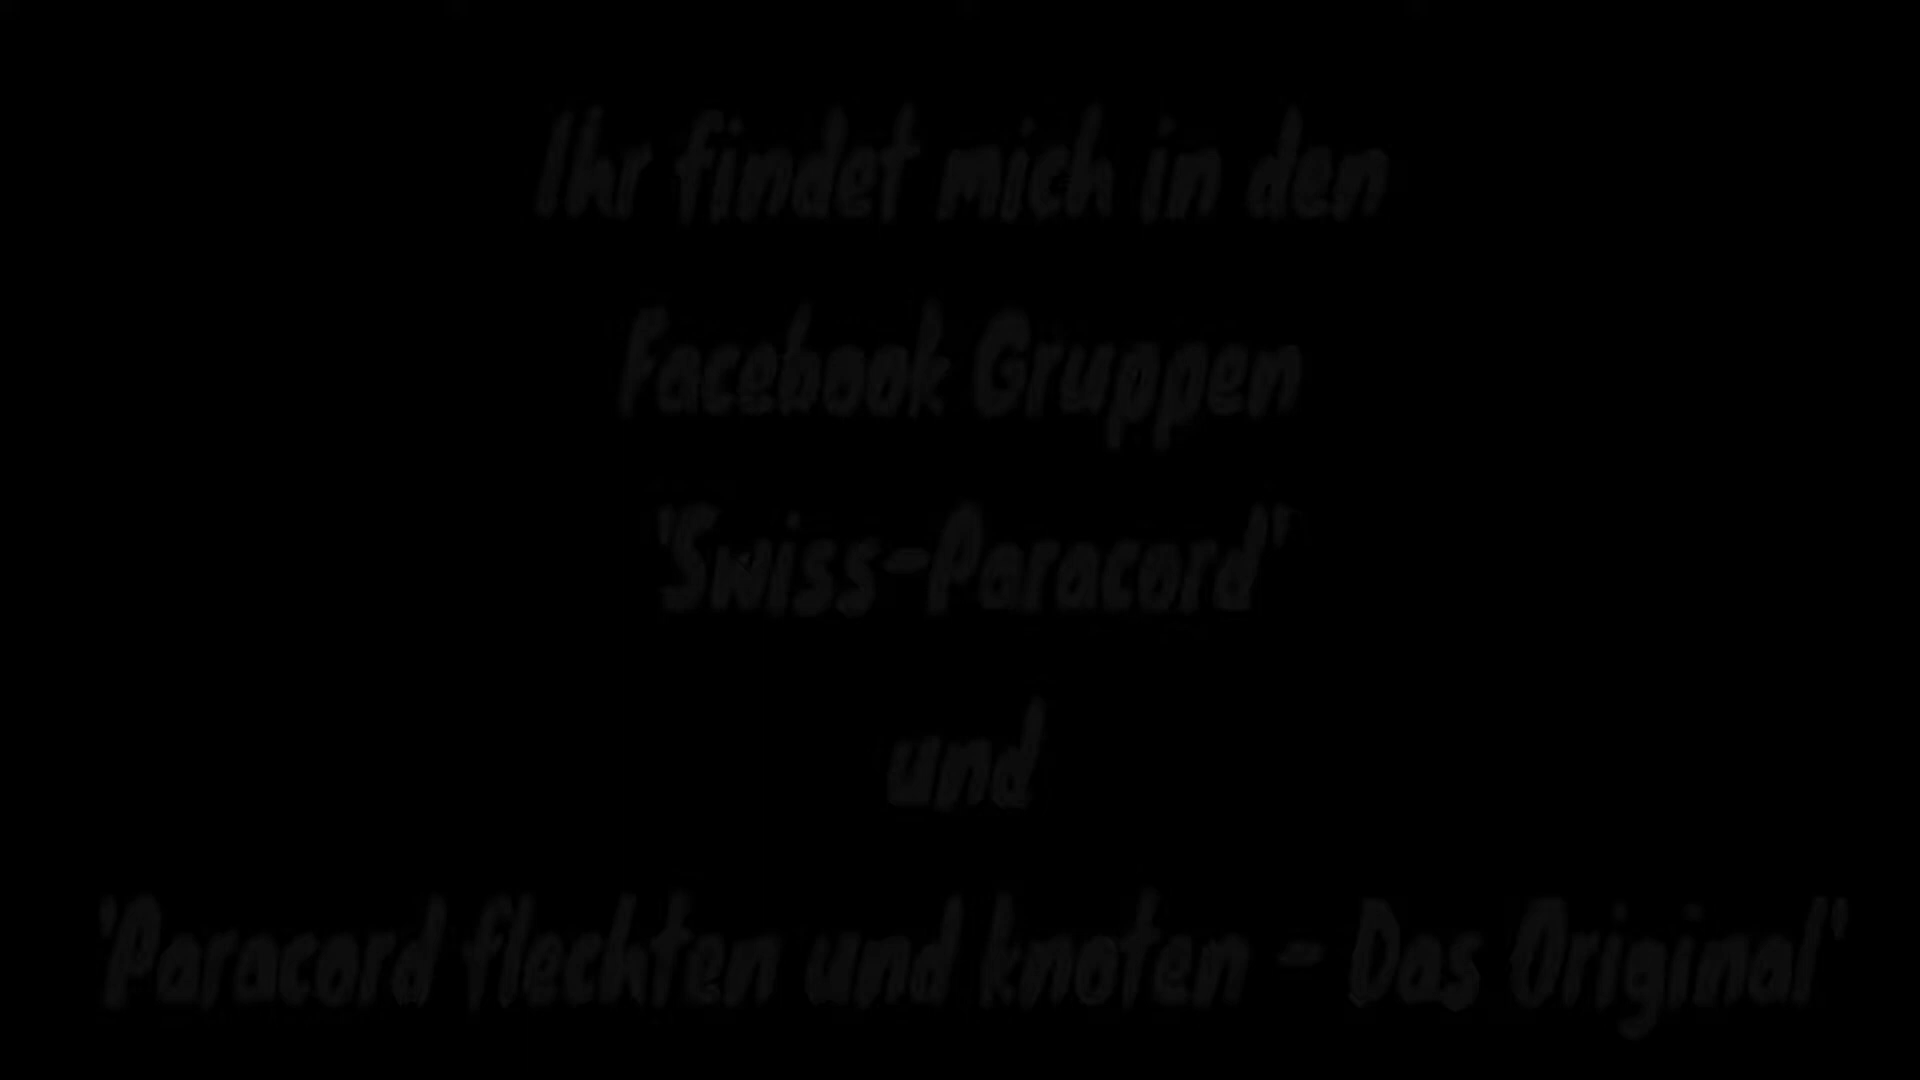 Ihr findet mich in den
Facebook Gruppen
'Swiss-Paracord'
und
'Paracord flechten und knoten - Das Original'